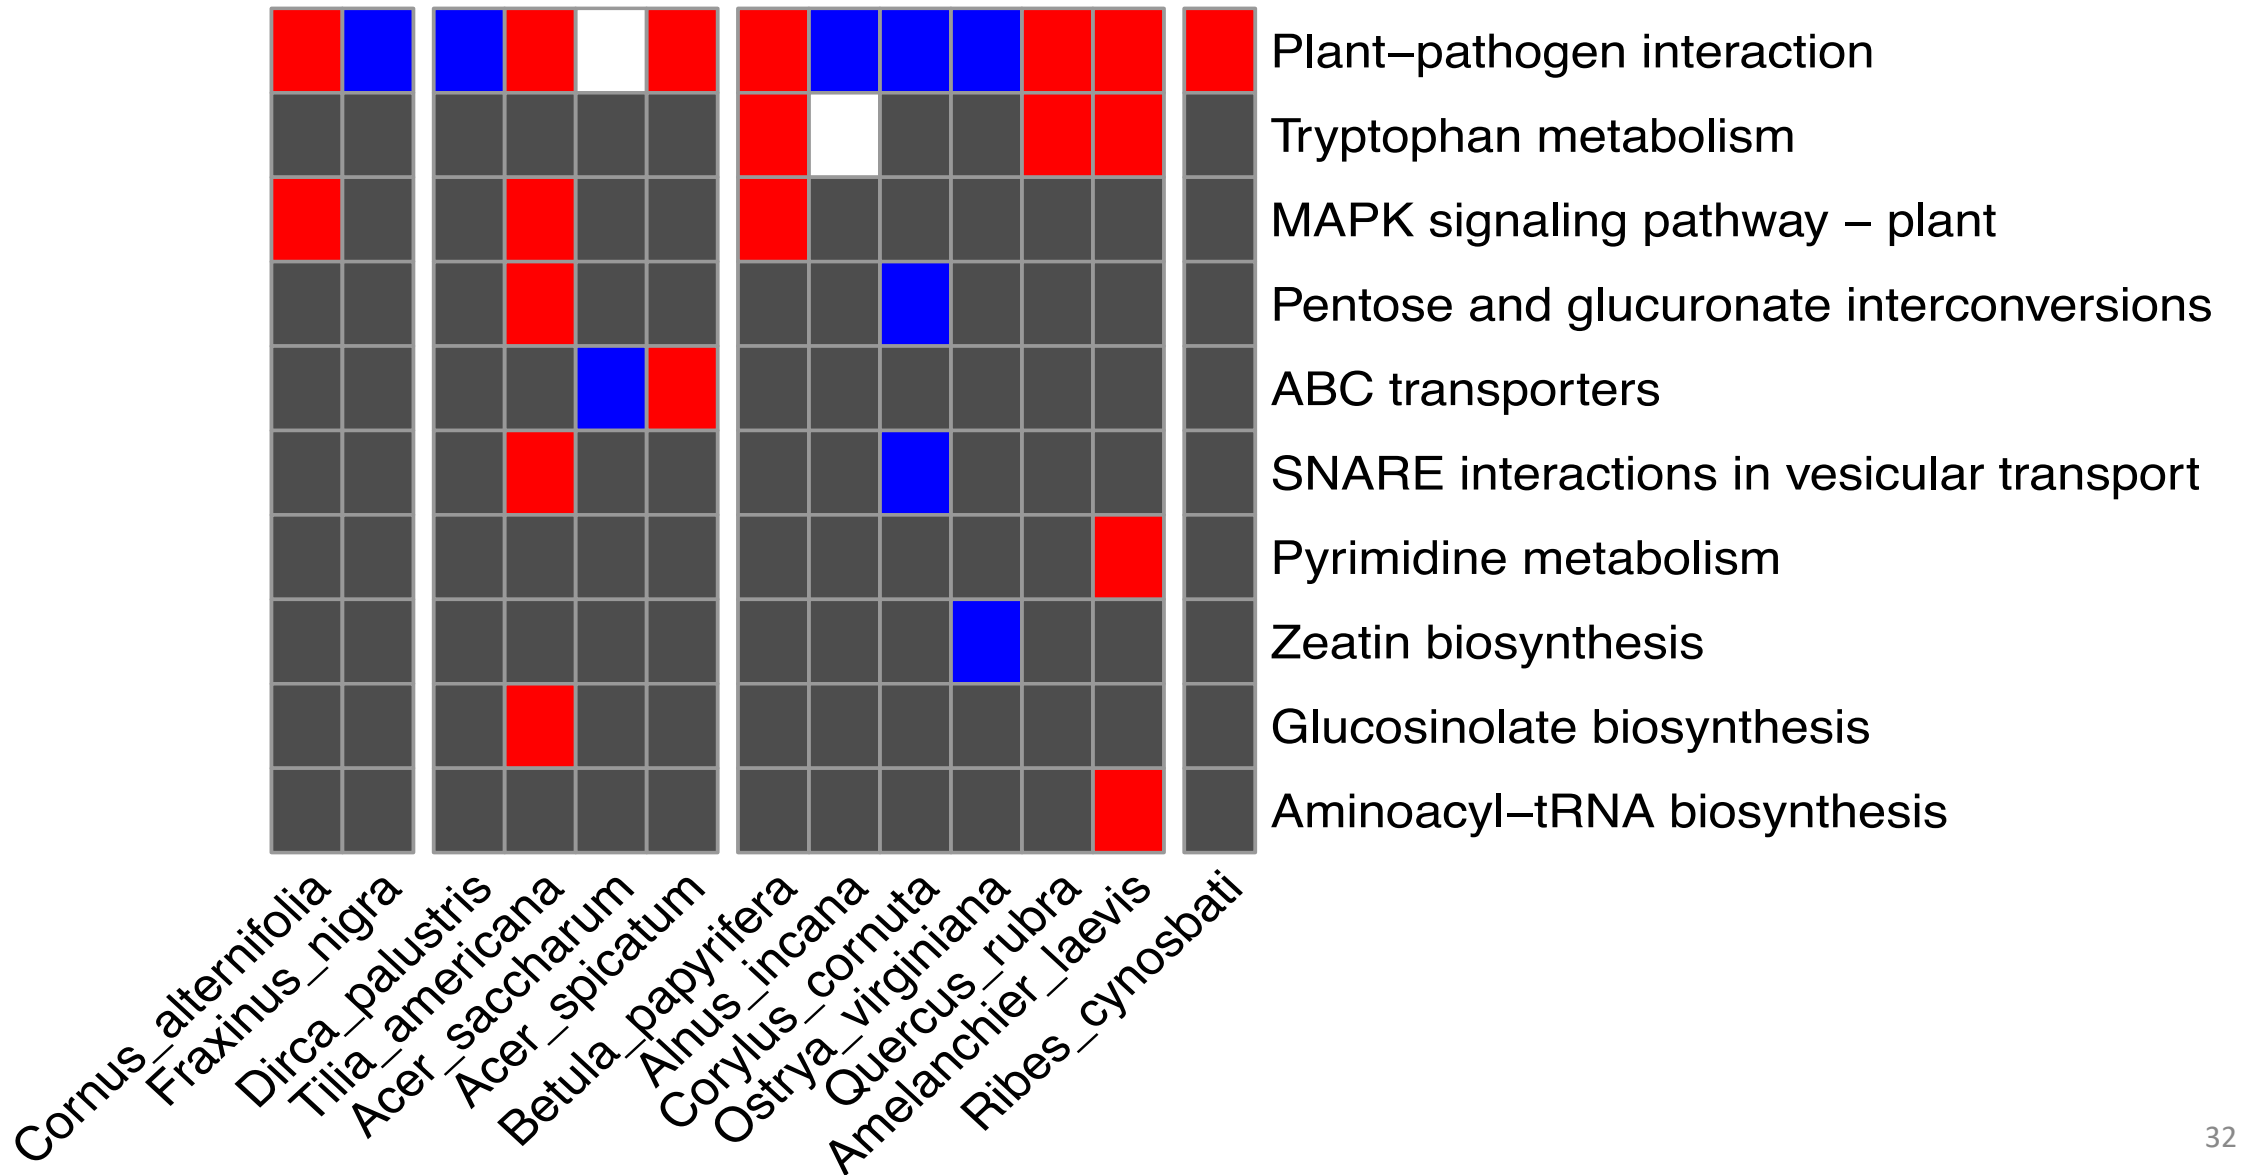 Plant−pathogen interaction
Tryptophan metabolism
MAPK signaling pathway − plant
Pentose and glucuronate interconversions
ABC transporters
SNARE interactions in vesicular transport
Pyrimidine metabolism
Zeatin biosynthesis
Glucosinolate biosynthesis
Aminoacyl−tRNA biosynthesis
Cornus_alternifolia
Fraxinus_nigra
Dirca_palustris
Tilia_americana
Acer_saccharum
Acer_spicatum
Betula_papyrifera
Alnus_incana
Corylus_cornuta
Ostrya_virginiana
Quercus_rubra
Amelanchier_laevis
Ribes_cynosbati
32